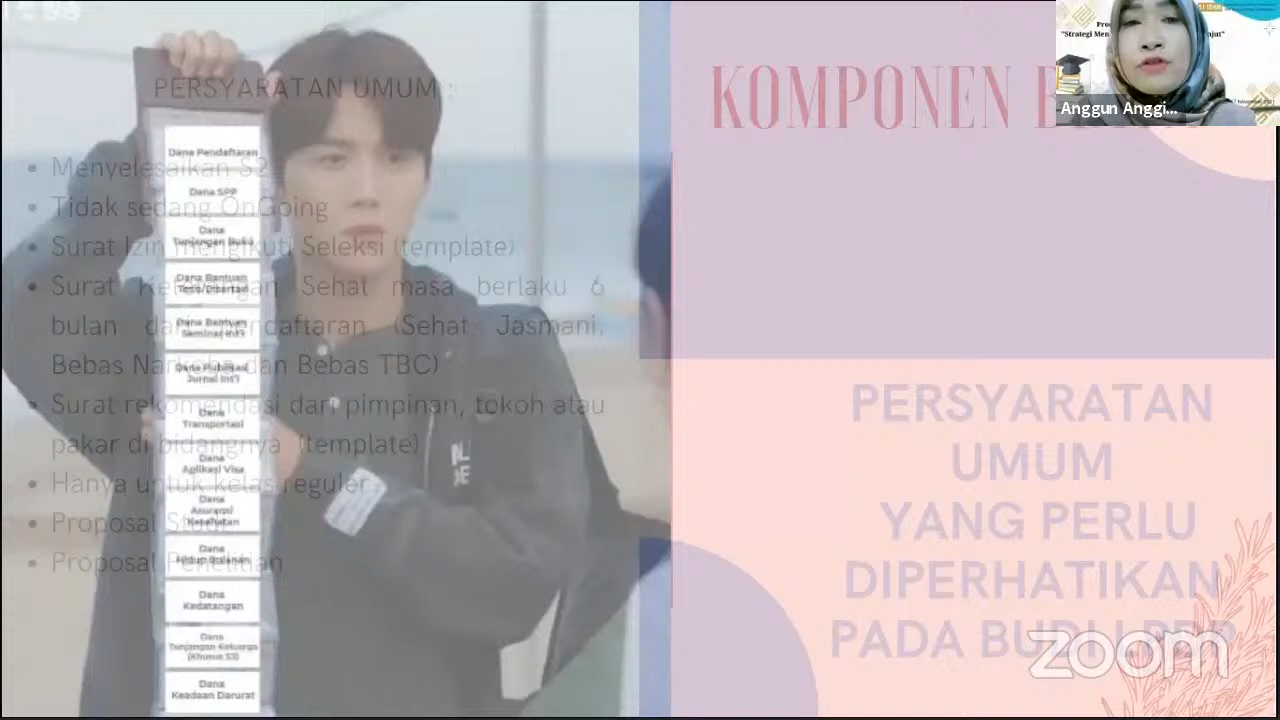 PERSYARATAN UMUM :
• Menyelesaikan S2
• Tidak sedang OnGoing
• Surat Izin mengikuti Seleksi (template)
• Surat Keterangan Sehat masa berlaku 6
bulan dari pendaftaran (Sehat Jasmani,
Bebas Narkoba dan Bebas TBC)
• Surat rekomendasi dari pimpinan, tokoh atau
pakar di bidangnya (template)
• Hanya untuk kelas reguler
• Proposal Studi
• Proposal Penelitian
Dana Pendaftaran
Dana SPP
Dana
Tunjangan Buku
Dana Bantuan
Tesis/Disertasi
Dana Bantuan
Seminar Int'l
Dana Publikasi
Jurnal Int'l
Dana
Transportasi
Dana
Aplikasi Visa
Dana
Asuransi
Kesehatan
Dana
Hidup Bulanan
Dana
Kedatangan
Dana
Tunjangan Keluarga
(Khusus S3)
Dana
Keadaan Darurat
KOMPONEN
Anggun Anggi...
PERSYARATAN
UMUM
YANG PERLU
DIPERHATIKAN
PADA BUDI LPDP
zoom